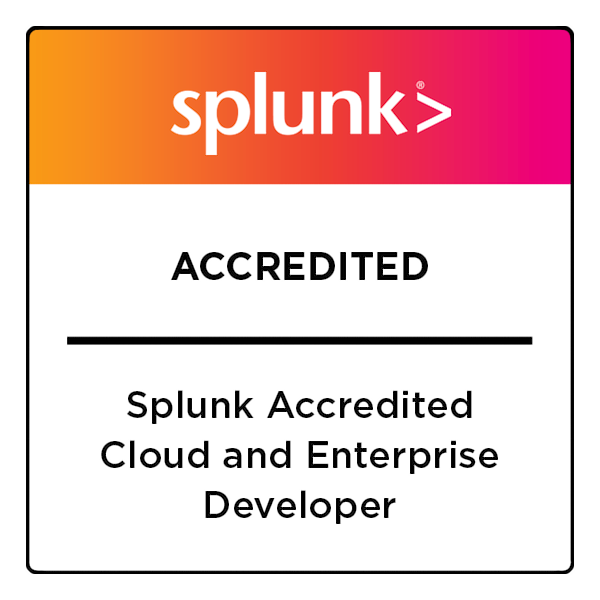 splunk>®
ACCREDITED
Splunk Accredited
Cloud and Enterprise
Developer